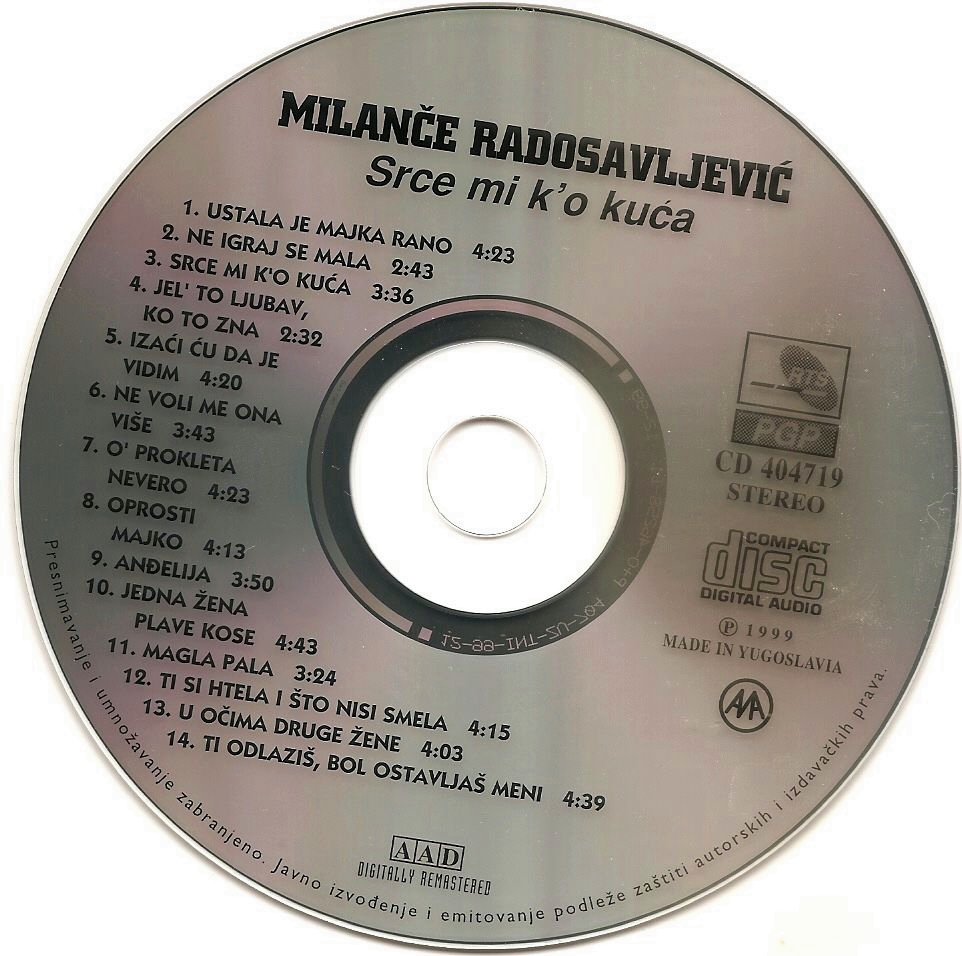 MILANČE RADOSAVLJEVIĆ
Srce mi k'o kuća
1. USTALA JE MAJKA RANO 4:23
2. NE IGRAJ SE MALA 2:43
3. SRCE MI K'O KUĆA 3:36
4. JEL' TO LJUBAV,
KO TO ZNA 2:32
5. IZAĆI ĆU DA JE
VIDIM 4:20
6. NE VOLI ME ONA
VIŠE 3:43
7. O' PROKLETA
NEVERO 4:23
8. OPROSTI
MAJKO 4:13
9. ANĐELIJA 3:50
10. JEDNA ŽENA
PLAVE KOSE 4:43
11. MAGLA PALA 3:24
12. TI SI HTELA I ŠTO NISI SMELA 4:15
13. U OČIMA DRUGE ŽENE 4:03
14. TI ODLAZIŠ, BOL OSTAVLJAŠ MENI 4:39
RTS
PGP
CD 404719
STEREO
COMPACT
disc
DIGITAL AUDIO
℗ 1999
MADE IN YUGOSLAVIA
AAD
DIGITALLY REMASTERED
Presnimavanje i umnožavanje zabranjeno. Javno izvođenje i emitovanje podleže zaštiti autorskih i izdavačkih prava.